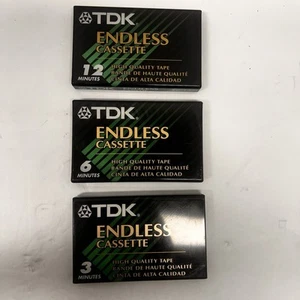 TDK
ENDLESS
CASSETTE
12
MINUTES
HIGH QUALITY TAPE
BANDE DE HAUTE QUALITÉ
CINTA DE ALTA CALIDAD
TDK
ENDLESS
CASSETTE
6
MINUTES
HIGH QUALITY TAPE
BANDE DE HAUTE QUALITÉ
CINTA DE ALTA CALIDAD
TDK
ENDLESS
CASSETTE
3
MINUTES
HIGH QUALITY TAPE
BANDE DE HAUTE QUALITÉ
CINTA DE ALTA CALIDAD